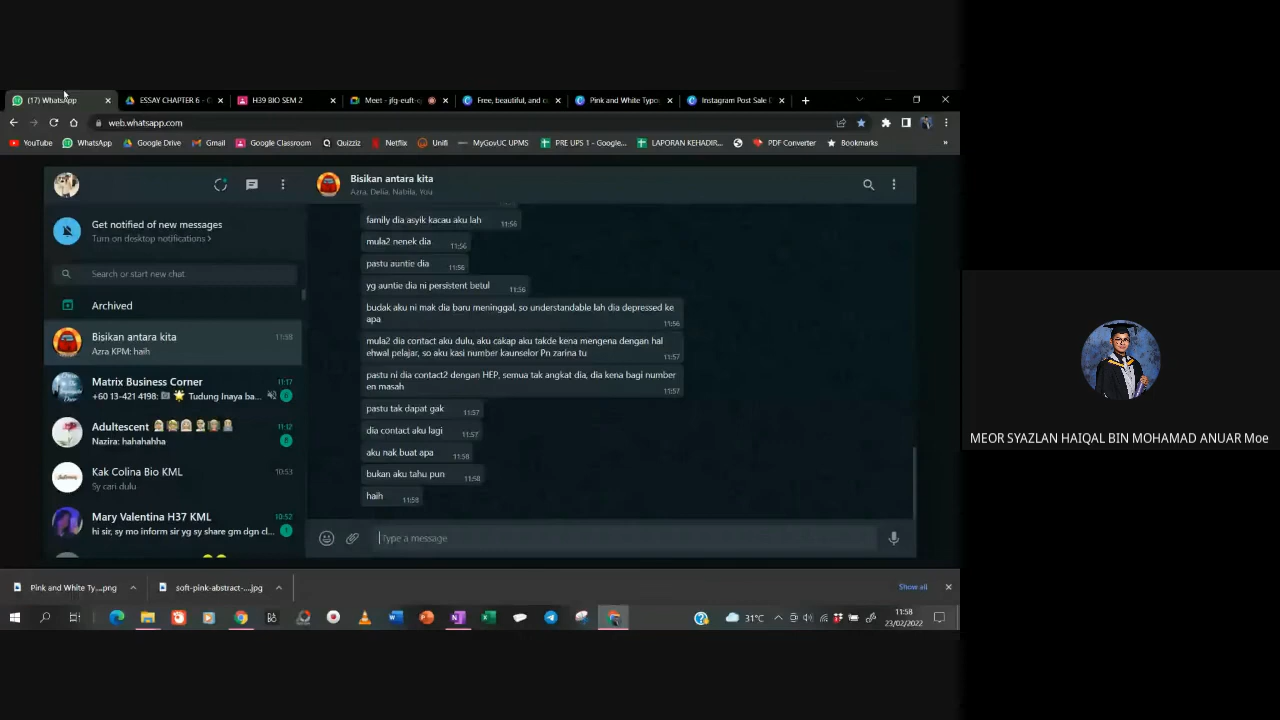 (17) WhatsApp
ESSAY CHAPTER 6 -
H39 BIO SEM 2
Meet - jfg-euft-
Free, beautiful, and
Pink and White Typo
Instagram Post Sale
web.whatsapp.com
YouTube
WhatsApp
Google Drive
Gmail
Google Classroom
Quizziz
Netflix
Unifi
MyGovUC UPMS
PRE UPS 1 - Google...
LAPORAN KEHADIR...
PDF Converter
Bookmarks
Get notified of new messages
Turn on desktop notifications >
Search or start new chat
Archived
Bisikan antara kita 11:58
Azra KPM: haih
Matrix Business Corner 11:17
+60 13-421 4198: Tudung Inaya ba...
Adultescent 11:12
Nazira: hahahahha
Kak Colina Bio KML 10:53
Sy cari dulu
Mary Valentina H37 KML 10:52
hi sir, sy mo inform sir yg sy share gm dgn cl...
Bisikan antara kita
Azra, Delia, Nabila, You
family dia asyik kacau aku lah 11:56
mula2 nenek dia 11:56
pastu auntie dia 11:56
yg auntie dia ni persistent betul 11:56
budak aku ni mak dia baru meninggal, so understandable lah dia depressed ke
apa 11:56
mula2 dia contact aku dulu, aku cakap aku takde kena mengena dengan hal
ehwal pelajar, so aku kasi number kaunselor Pn zarina tu 11:57
pastu ni dia contact2 dengan HEP, semua tak angkat dia, dia kena bagi number
en masah 11:57
pastu tak dapat gak 11:57
dia contact aku lagi 11:57
aku nak buat apa 11:58
bukan aku tahu pun 11:58
haih 11:58
Type a message
Pink and White Ty....png
soft-pink-abstract-....jpg
Show all
31°C
11:58
23/02/2022
MEOR SYAZLAN HAIQAL BIN MOHAMAD ANUAR Moe